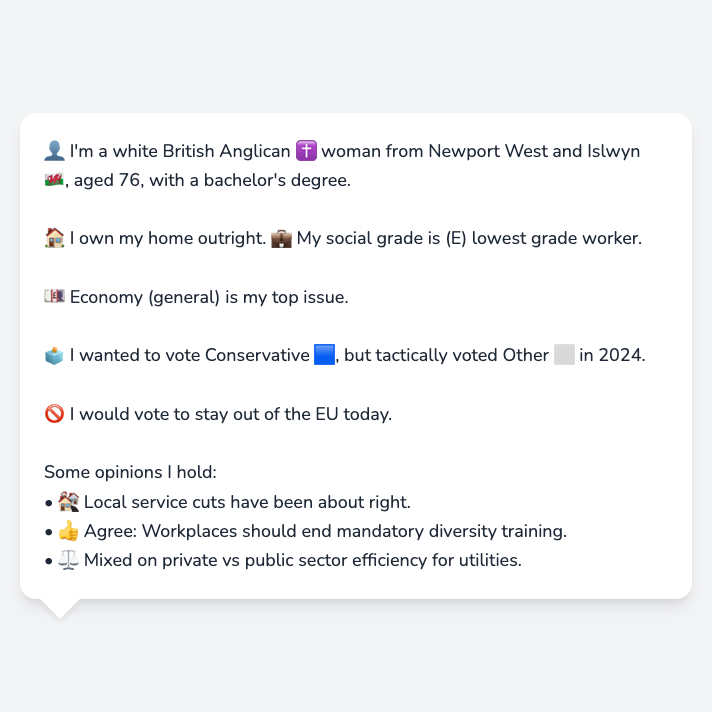 👤 I'm a white British Anglican ✝️ woman from Newport West and Islwyn
🏴󠁧󠁢󠁷󠁬󠁳󠁿, aged 76, with a bachelor's degree.
🏠 I own my home outright. 💼 My social grade is (E) lowest grade worker.
💷 Economy (general) is my top issue.
🗳️ I wanted to vote Conservative 🟦, but tactically voted Other ⬜ in 2024.
🚫 I would vote to stay out of the EU today.
Some opinions I hold:
• 🏚️ Local service cuts have been about right.
• 👍 Agree: Workplaces should end mandatory diversity training.
• ⚖️ Mixed on private vs public sector efficiency for utilities.